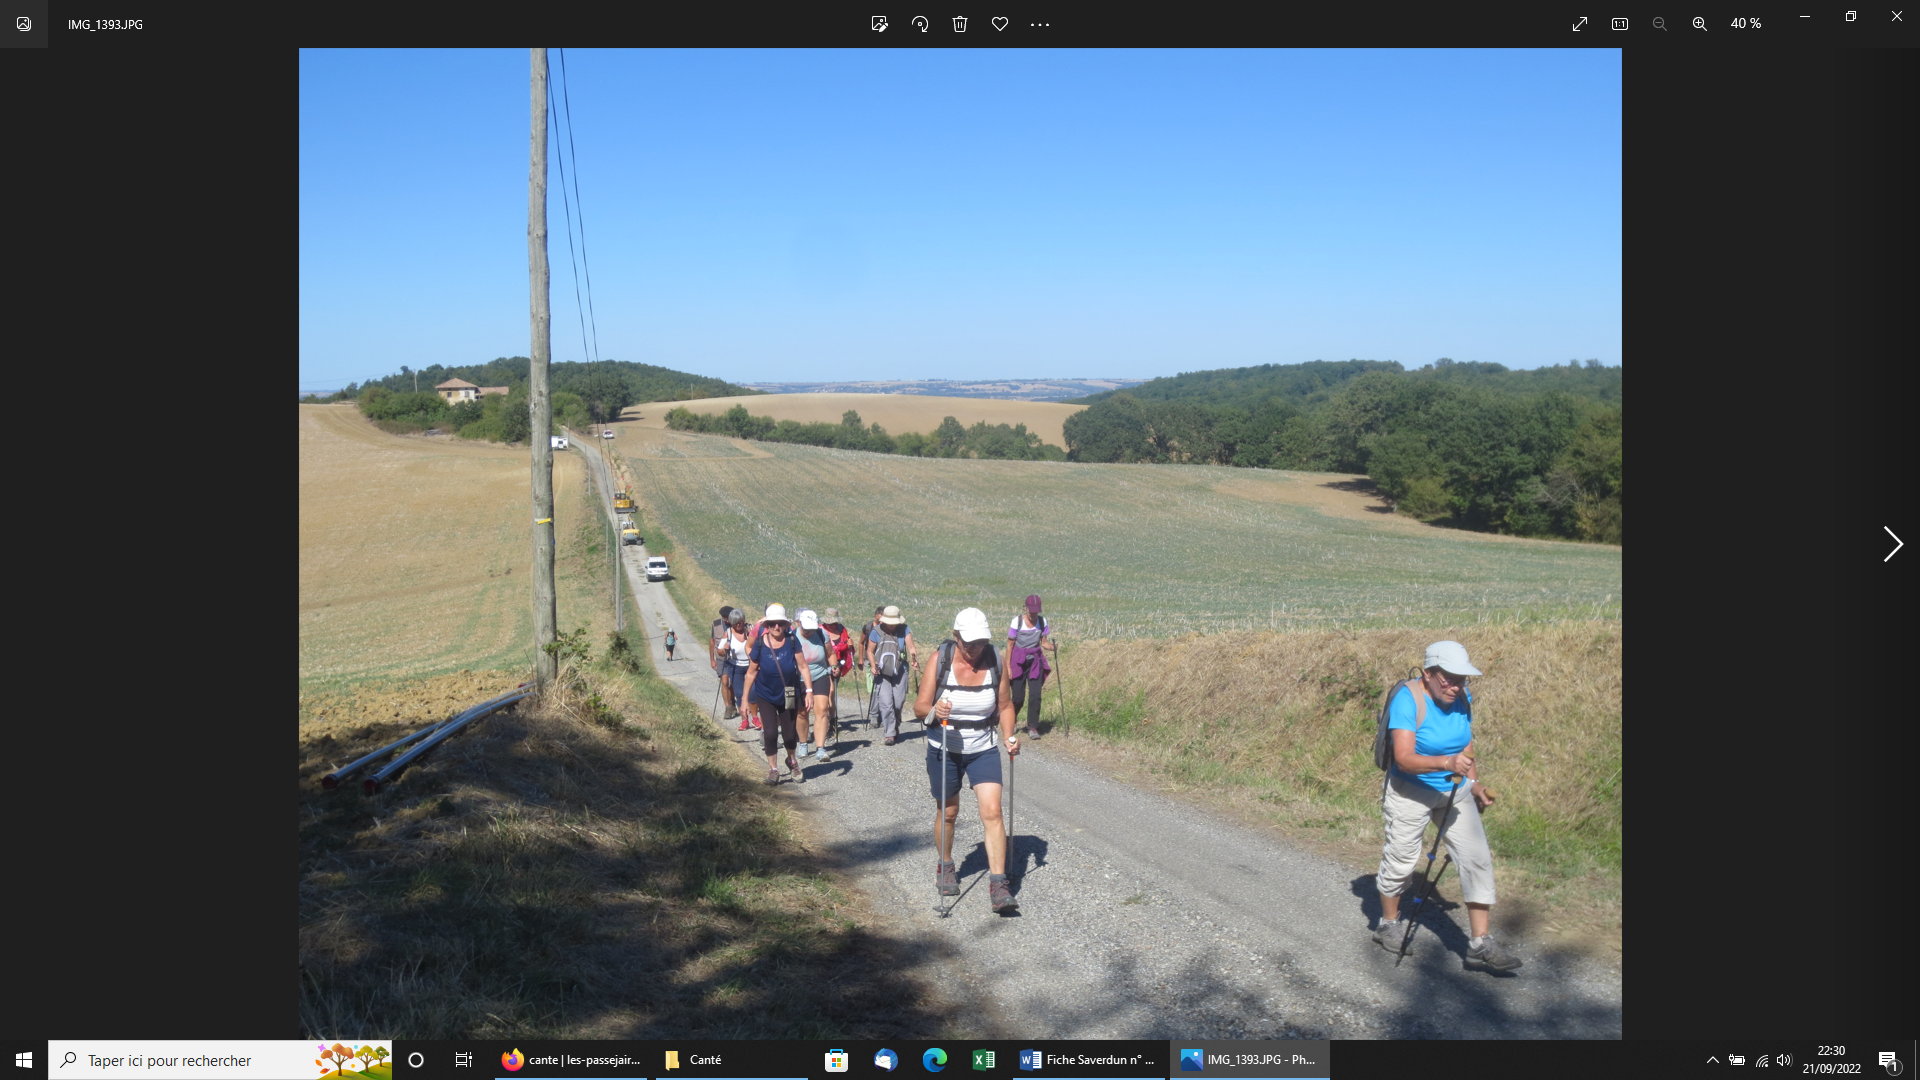 IMG_1393.JPG
40 %
Taper ici pour rechercher
cante | les-passejair...
Canté
Fiche Saverdun n° ...
IMG_1393.JPG - Ph...
22:30
21/09/2022
1